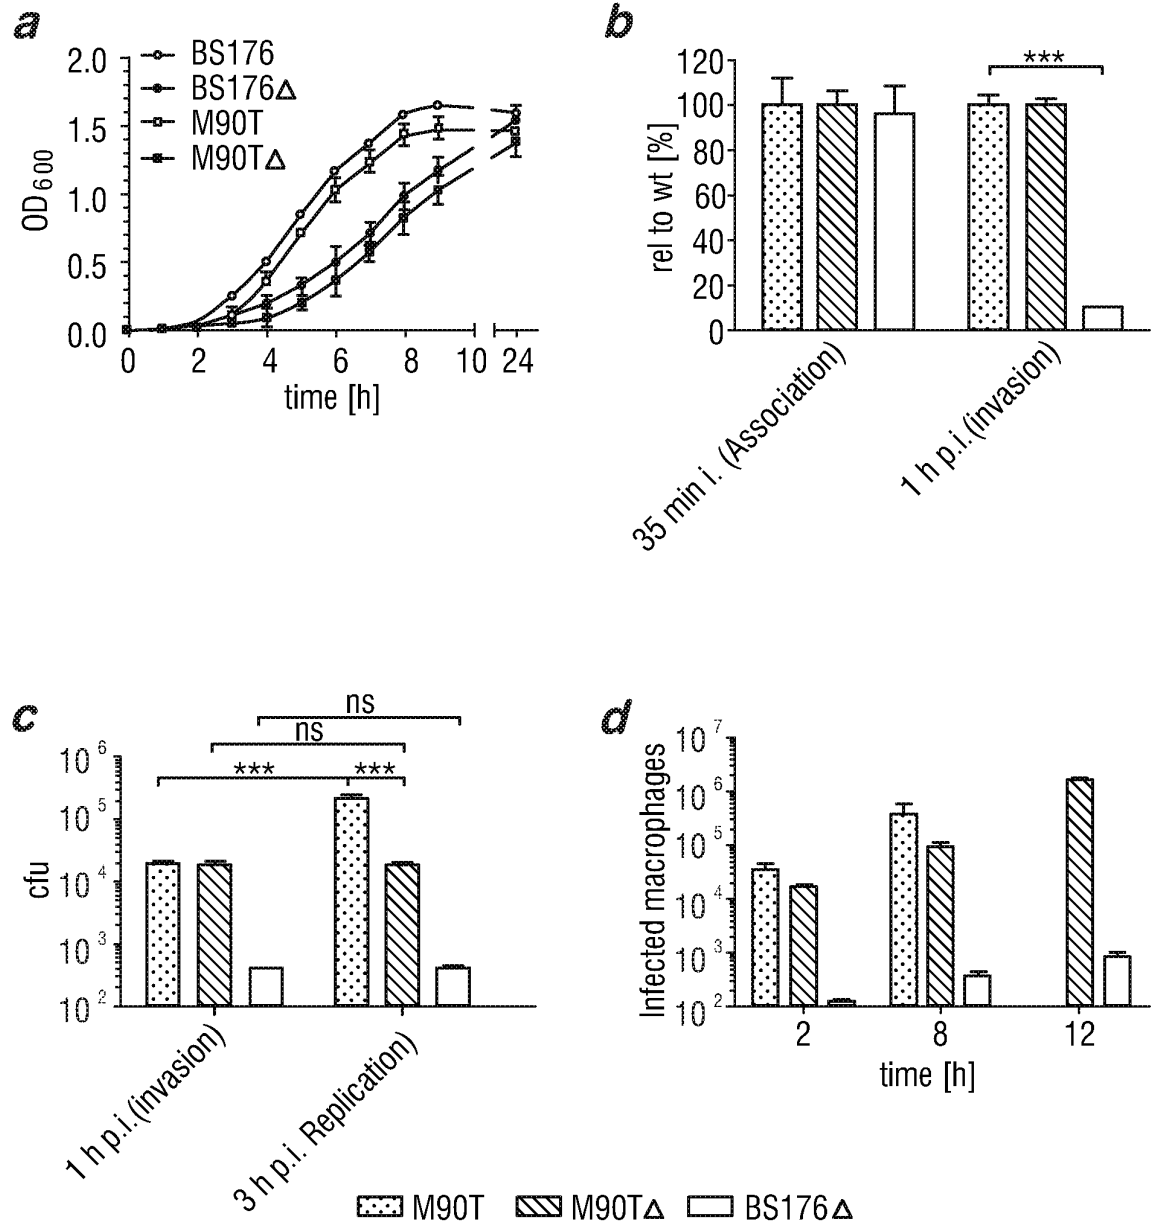 a
2.0
1.5
1.0
0.5
0.0
OD600
BS176
BS176Δ
M90T
M90TΔ
0 2 4 6 8 10 24
time [h]
b
120
100
80
60
40
20
0
rel to wt [%]
***
35 min i. (Association)
1 h p.i.(invasion)
c
ns
ns
*** ***
10 6
10 5
10 4
10 3
10 2
cfu
1 h p.i.(invasion)
3 h p.i. Replication)
d
10 7
10 6
10 5
10 4
10 3
10 2
Infected macrophages
2 8 12
time [h]
M90T M90TΔ BS176Δ